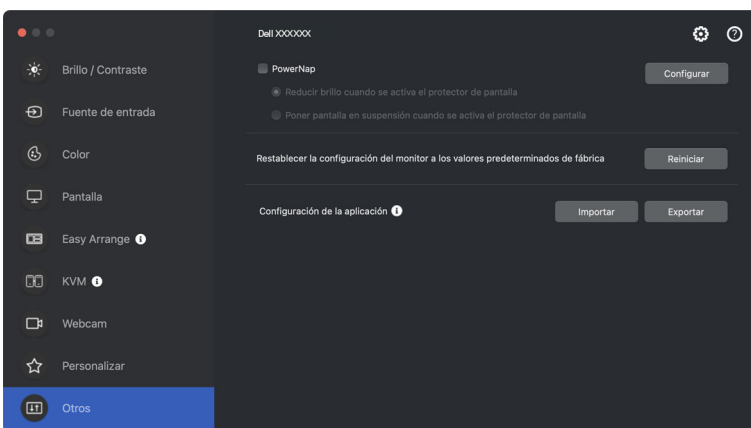 Dell XXXXXX
Brillo / Contraste
Fuente de entrada
Color
Pantalla
Easy Arrange
KVM
Webcam
Personalizar
Otros
PowerNap
Configurar
Reducir brillo cuando se activa el protector de pantalla
Poner pantalla en suspensión cuando se activa el protector de pantalla
Restablecer la configuración del monitor a los valores predeterminados de fábrica
Reiniciar
Configuración de la aplicación
Importar
Exportar